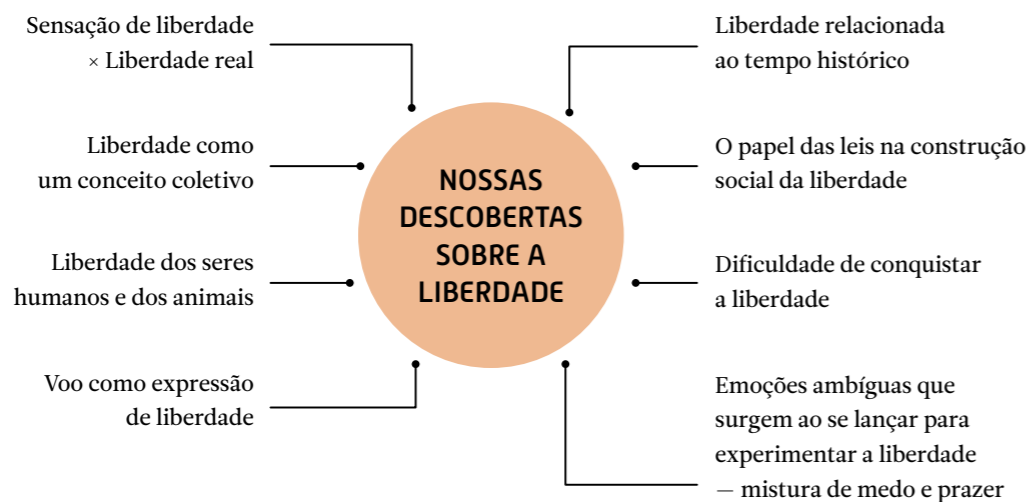 Sensação de liberdade
× Liberdade real
Liberdade como
um conceito coletivo
Liberdade dos seres
humanos e dos animais
Voo como expressão
de liberdade
NOSSAS
DESCOBERTAS
SOBRE A
LIBERDADE
Liberdade relacionada
ao tempo histórico
O papel das leis na construção
social da liberdade
Dificuldade de conquistar
a liberdade
Emoções ambíguas que
surgem ao se lançar para
experimentar a liberdade
— mistura de medo e prazer